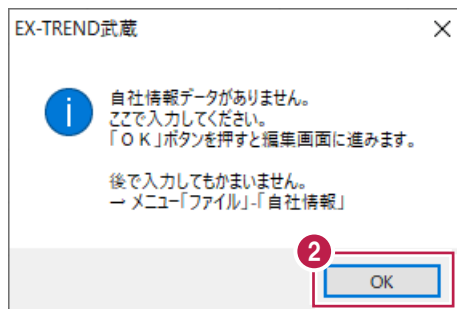 EX-TREND武蔵
自社情報データがありません。
ここで入力してください。
「ＯＫ」ボタンを押すと編集画面に進みます。
後で入力してもかまいません。
→ メニュー「ファイル」-「自社情報」
2
OK